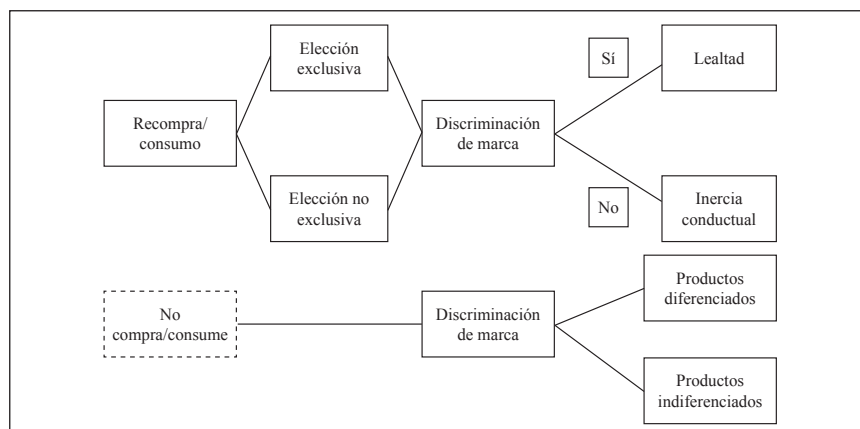 Elección
exclusiva
Sí
Lealtad
Recompra/
consumo
Discriminación
de marca
Elección no
exclusiva
No
Inercia
conductual
No
compra/consume
Discriminación
de marca
Productos
diferenciados
Productos
indiferenciados